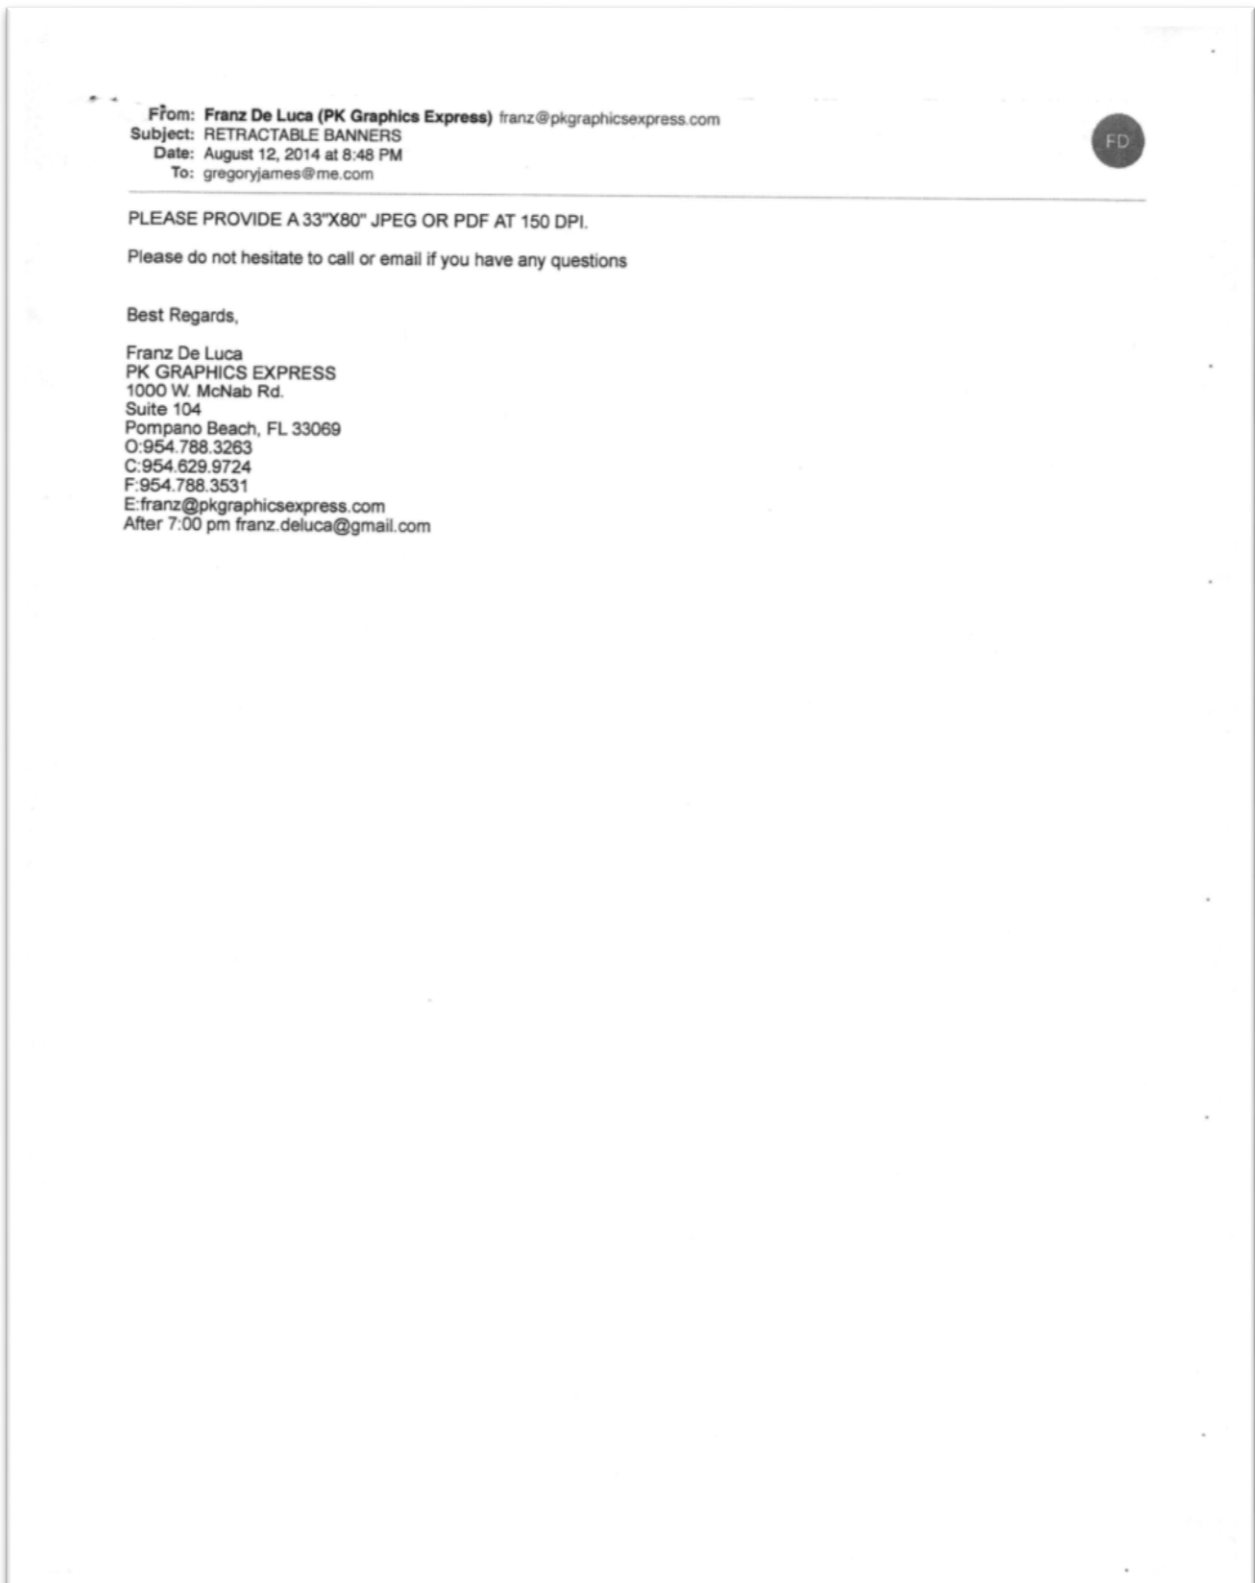 From: Franz De Luca (PK Graphics Express) franz@pkgraphicsexpress.com
Subject: RETRACTABLE BANNERS
Date: August 12, 2014 at 8:48 PM
To: gregoryjames@me.com
FD
PLEASE PROVIDE A 33"X80" JPEG OR PDF AT 150 DPI.
Please do not hesitate to call or email if you have any questions
Best Regards,
Franz De Luca
PK GRAPHICS EXPRESS
1000 W. McNab Rd.
Suite 104
Pompano Beach, FL 33069
O:954.788.3263
C:954.629.9724
F:954.788.3531
E:franz@pkgraphicsexpress.com
After 7:00 pm franz.deluca@gmail.com